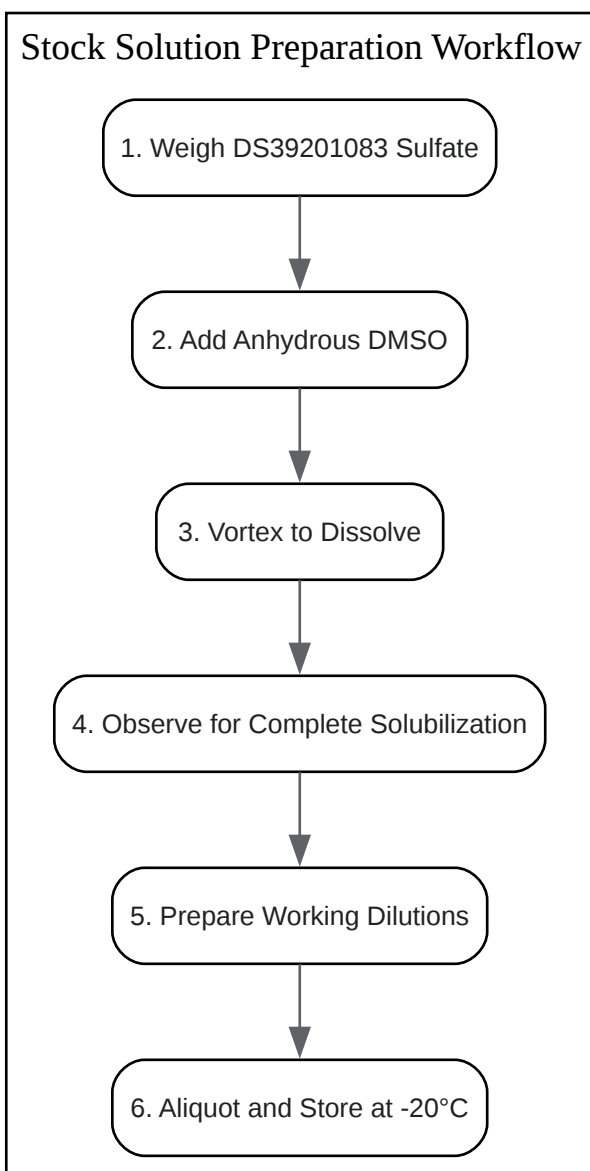 Stock Solution Preparation Workflow
1. Weigh DS39201083 Sulfate
2. Add Anhydrous DMSO
3. Vortex to Dissolve
4. Observe for Complete Solubilization
5. Prepare Working Dilutions
6. Aliquot and Store at -20°C